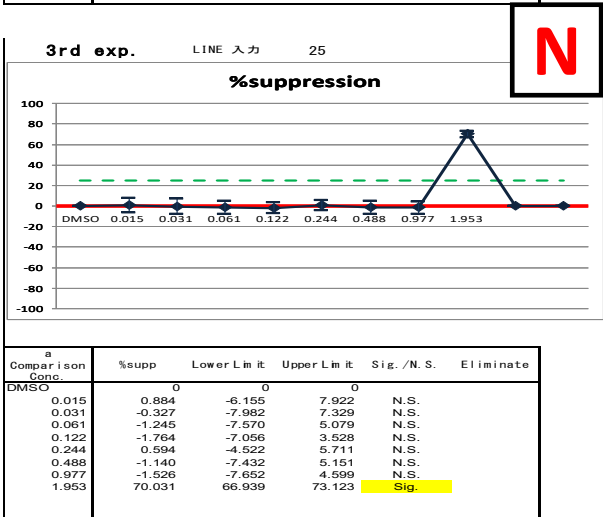 N
3rd exp. LINE 入力 25
%suppression
100
80
60
40
20
0
DMSO 0.015 0.031 0.061 0.122 0.244 0.488 0.977 1.953
-20
-40
-60
-80
-100
a
Comparison Conc. %supp LowerLimit UpperLimit Sig./N.S. Eliminate
DMSO 0 0 0
0.015 0.884 -6.155 7.922 N.S.
0.031 -0.327 -7.982 7.329 N.S.
0.061 -1.245 -7.570 5.079 N.S.
0.122 -1.764 -7.056 3.528 N.S.
0.244 0.594 -4.522 5.711 N.S.
0.488 -1.140 -7.432 5.151 N.S.
0.977 -1.526 -7.652 4.599 N.S.
1.953 70.031 66.939 73.123 Sig.